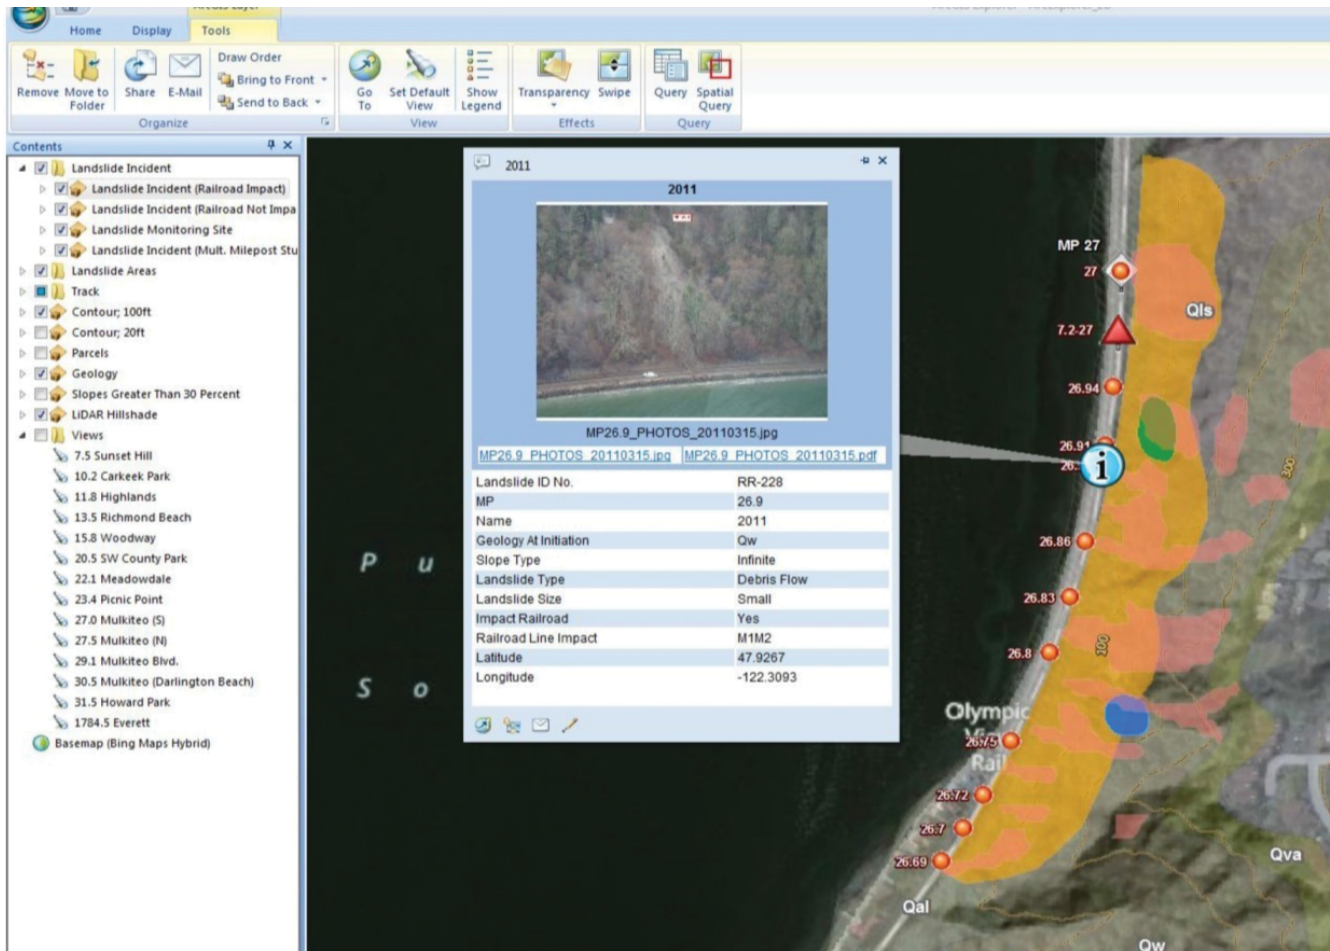 Home Display Tools
Remove
Move to
Folder
Share
E-Mail
Draw Order
Bring to Front
Send to Back
Organize
Go
To
Set Default
View
Show
Legend
View
Transparency
Swipe
Effects
Query
Spatial
Query
Query
Contents
Landslide Incident
Landslide Incident (Railroad Impact)
Landslide Incident (Railroad Not Impa
Landslide Monitoring Site
Landslide Incident (Mult. Milepost Stu
Landslide Areas
Track
Contour; 100ft
Contour; 20ft
Parcels
Geology
Slopes Greater Than 30 Percent
LiDAR Hillshade
Views
7.5 Sunset Hill
10.2 Carkeek Park
11.8 Highlands
13.5 Richmond Beach
15.8 Woodway
20.5 SW County Park
22.1 Meadowdale
23.4 Picnic Point
27.0 Mulkiteo (S)
27.5 Mulkiteo (N)
29.1 Mulkiteo Blvd.
30.5 Mulkiteo (Darlington Beach)
31.5 Howard Park
1784.5 Everett
Basemap (Bing Maps Hybrid)
2011
2011
MP26.9_PHOTOS_20110315.jpg
MP26.9_PHOTOS_20110315.jpg MP26.9_PHOTOS_20110315.pdf
Landslide ID No. RR-228
MP 26.9
Name 2011
Geology At Initiation Qw
Slope Type Infinite
Landslide Type Debris Flow
Landslide Size Small
Impact Railroad Yes
Railroad Line Impact M1M2
Latitude 47.9267
Longitude -122.3093
P u
S o
MP 27
27
Qls
7.2-27
26.94
26.91
300
26.86
26.83
26.8
100
Olympic
26.75
Rail
26.72
26.7
26.69
Qva
Qal
Qw